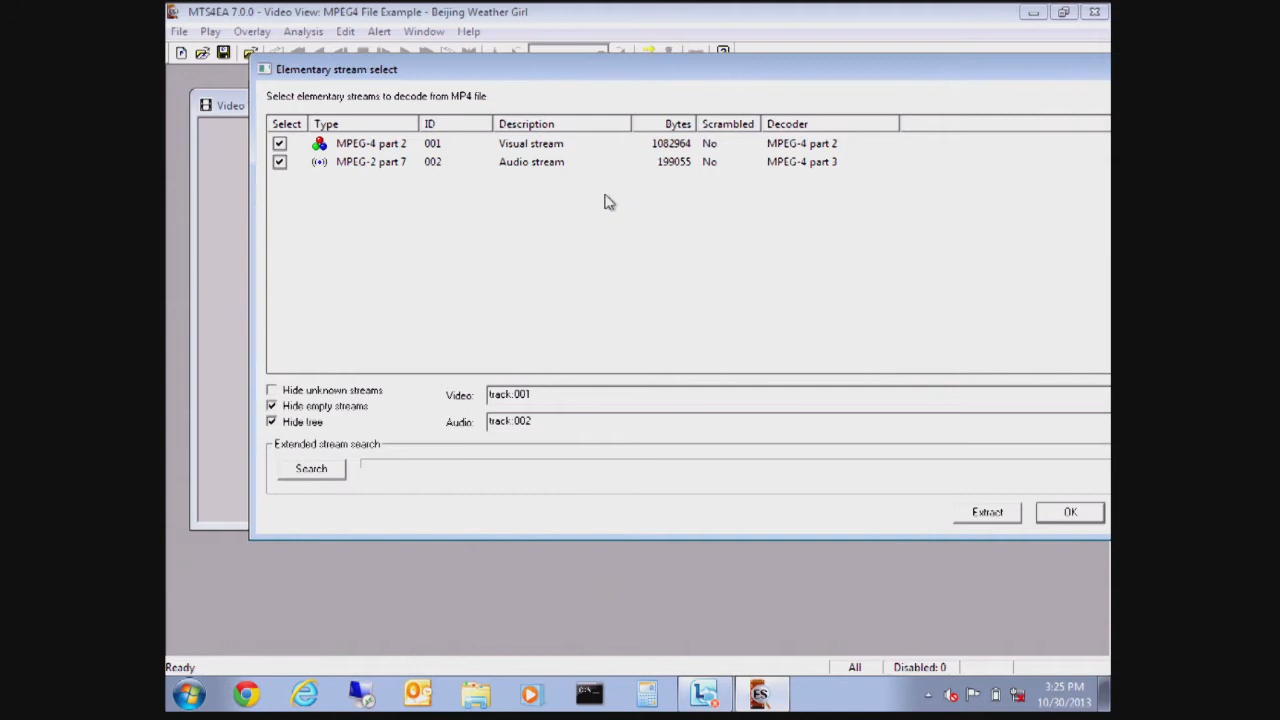 MTS4EA 7.0.0 - Video View: MPEG4 File Example - Beijing Weather Girl
File Play Overlay Analysis Edit Alert Window Help
Elementary stream select
Video
Select elementary streams to decode from MP4 file
Select Type ID Description Bytes Scrambled Decoder
MPEG-4 part 2 001 Visual stream 1082964 No MPEG-4 part 2
MPEG-2 part 7 002 Audio stream 199055 No MPEG-4 part 3
Hide unknown streams
Hide empty streams
Hide tree
Video: track:001
Audio: track:002
Extended stream search
Search
Extract OK
Ready All Disabled: 0
ES
3:25 PM
10/30/2013